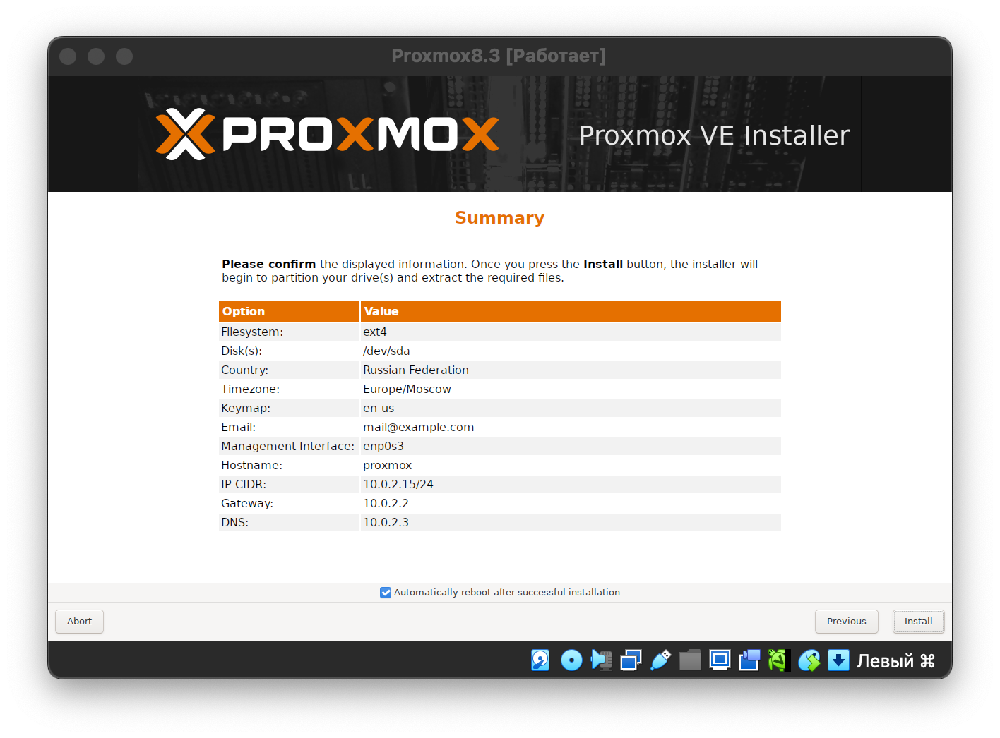 Proxmox8.3 [Работает]
PROXMOX
Proxmox VE Installer
LL
Summary
Please confirm the displayed information. Once you press the Install button, the installer will
begin to partition your drive(s) and extract the required files.
Option Value
Filesystem: ext4
Disk(s): /dev/sda
Country: Russian Federation
Timezone: Europe/Moscow
Keymap: en-us
Email: mail@example.com
Management Interface: enp0s3
Hostname: proxmox
IP CIDR: 10.0.2.15/24
Gateway: 10.0.2.2
DNS: 10.0.2.3
Automatically reboot after successful installation
Abort Previous Install
Левый ⌘